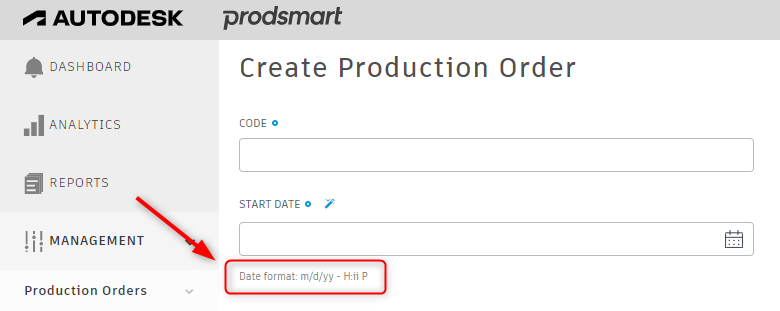 AUTODESK prodsmart
DASHBOARD
ANALYTICS
REPORTS
MANAGEMENT
Production Orders
Create Production Order
CODE
START DATE
Date format: m/d/yy - H:ii P